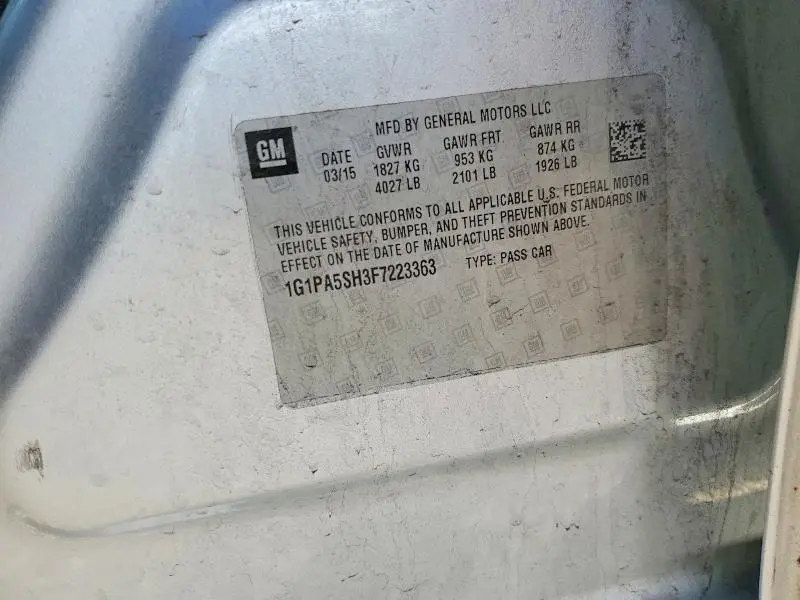 GM
MFD BY GENERAL MOTORS LLC
DATE GVWR GAWR FRT GAWR RR
03/15 1827 KG 953 KG 874 KG
4027 LB 2101 LB 1926 LB
THIS VEHICLE CONFORMS TO ALL APPLICABLE U.S. FEDERAL MOTOR
VEHICLE SAFETY, BUMPER, AND THEFT PREVENTION STANDARDS IN
EFFECT ON THE DATE OF MANUFACTURE SHOWN ABOVE.
1G1PA5SH3F7223363 TYPE: PASS CAR